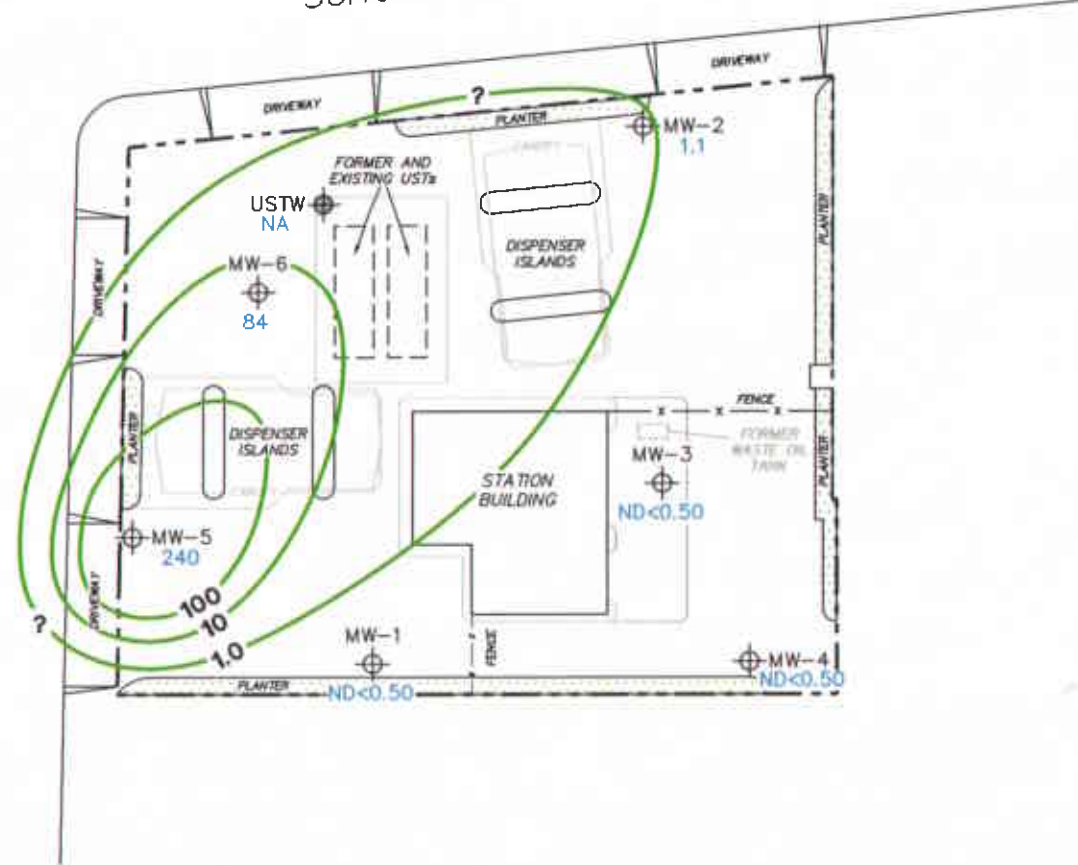 DRIVEWAY
DRIVEWAY
?
PLANTER
MW-2
1.1
FORMER AND
EXISTING USTs
USTW
NA
PLANTER
DISPENSER
ISLANDS
MW-6
84
DRIVEWAY
PLANTER
DISPENSER
ISLANDS
FENCE
x x x
FORMER
WASTE OIL
TANK
PLANTER
MW-3
ND<0.50
STATION
BUILDING
MW-5
240
DRIVEWAY
100
10
1.0
?
MW-1
ND<0.50
FENCE
MW-4
ND<0.50
PLANTER
CANOPY
CANOPY